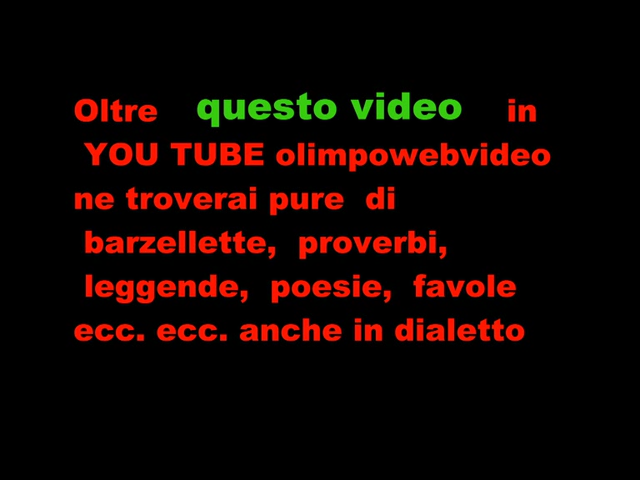 Oltre questo video in
YOU TUBE olimpowebvideo
ne troverai pure di
barzellette, proverbi,
leggende, poesie, favole
ecc. ecc. anche in dialetto